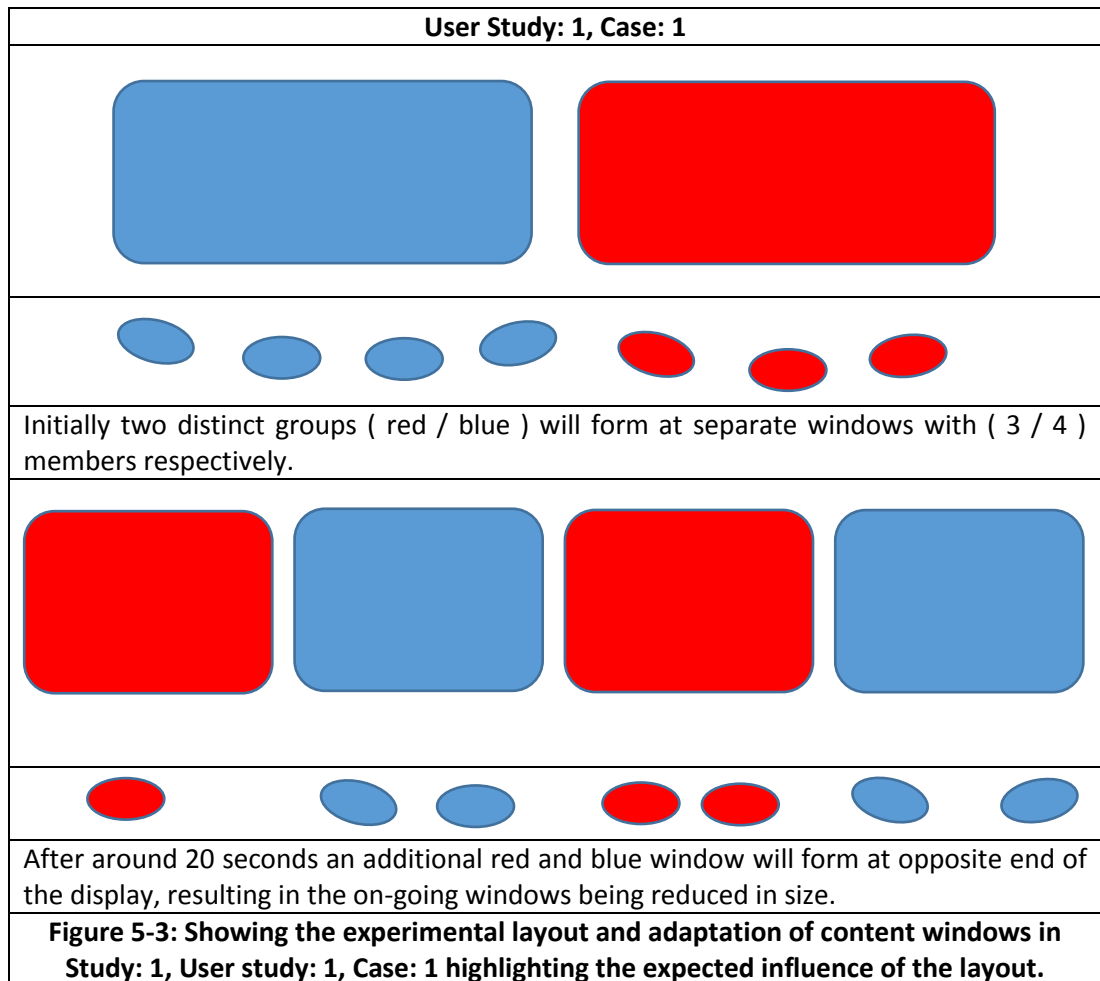 User Study: 1, Case: 1
Initially two distinct groups ( red / blue ) will form at separate windows with ( 3 / 4 )
members respectively.
After around 20 seconds an additional red and blue window will form at opposite end of
the display, resulting in the on-going windows being reduced in size.
Figure 5-3: Showing the experimental layout and adaptation of content windows in
Study: 1, User study: 1, Case: 1 highlighting the expected influence of the layout.